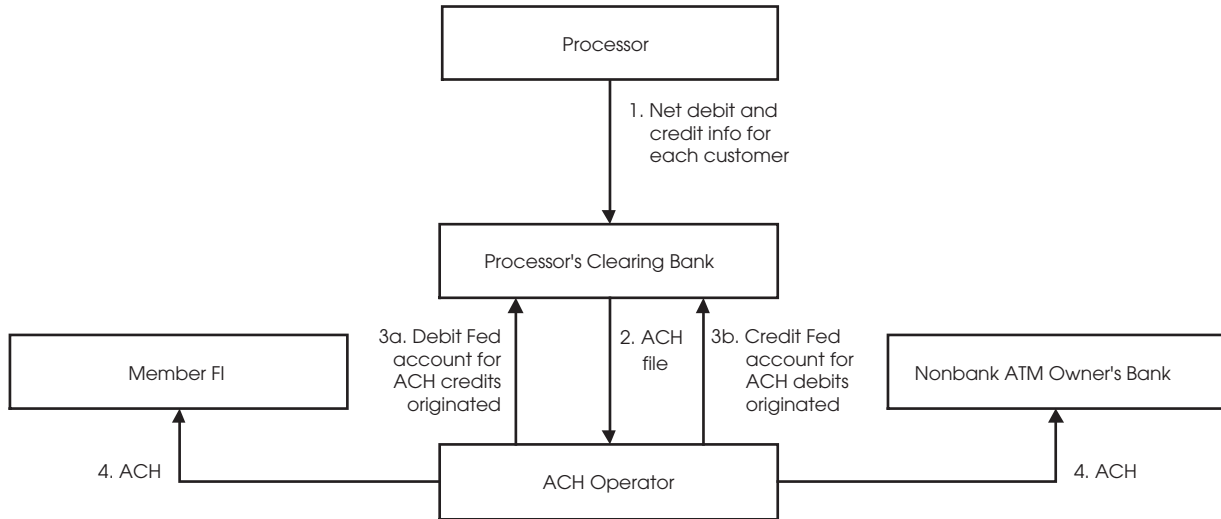 Processor
1. Net debit and
credit info for
each customer
Processor's Clearing Bank
3a. Debit Fed
account for
ACH credits
originated
2. ACH
file
3b. Credit Fed
account for
ACH debits
originated
Member FI
Nonbank ATM Owner's Bank
4. ACH
ACH Operator
4. ACH